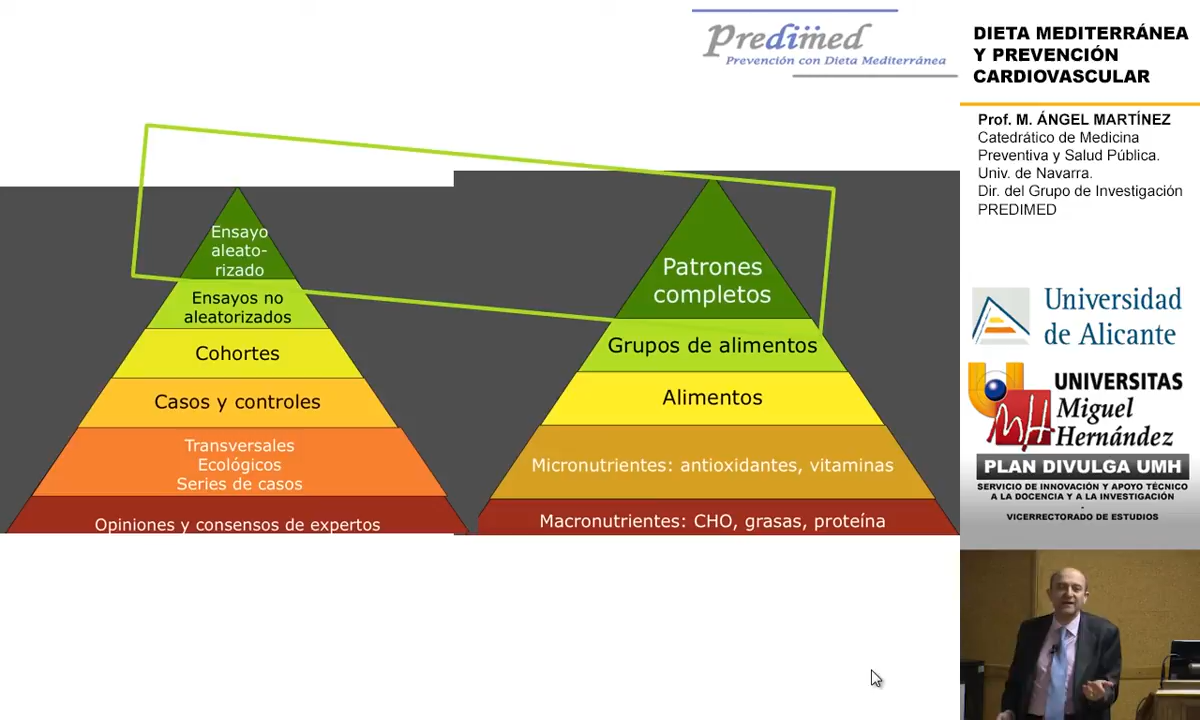 Predimed
Prevención con Dieta Mediterránea
Ensayo
aleato-
rizado
Ensayos no
aleatorizados
Cohortes
Casos y controles
Transversales
Ecológicos
Series de casos
Opiniones y consensos de expertos
Patrones
completos
Grupos de alimentos
Alimentos
Micronutrientes: antioxidantes, vitaminas
Macronutrientes: CHO, grasas, proteína
DIETA MEDITERRÁNEA
Y PREVENCIÓN
CARDIOVASCULAR
Prof. M. ÁNGEL MARTÍNEZ
Catedrático de Medicina
Preventiva y Salud Pública.
Univ. de Navarra.
Dir. del Grupo de Investigación
PREDIMED
Universidad
de Alicante
UNIVERSITAS
Miguel
Hernández
PLAN DIVULGA UMH
SERVICIO DE INNOVACIÓN Y APOYO TÉCNICO
A LA DOCENCIA Y A LA INVESTIGACIÓN
-
VICERRECTORADO DE ESTUDIOS